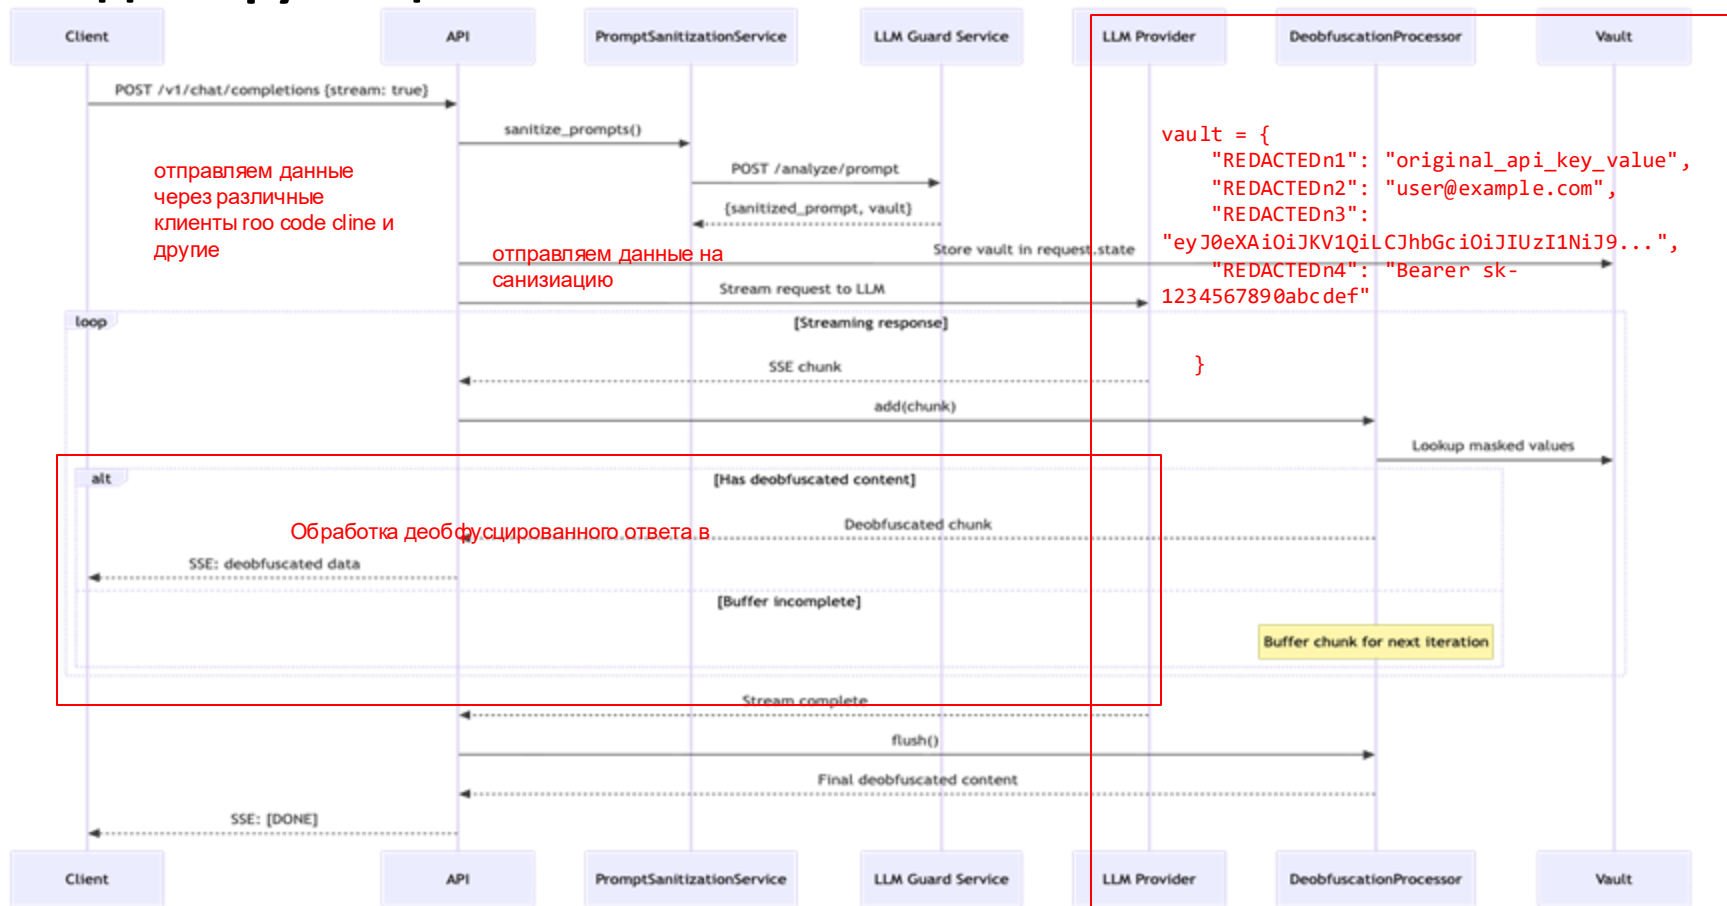 Client
API
PromptSanitizationService
LLM Guard Service
LLM Provider
DeobfuscationProcessor
Vault
POST /v1/chat/completions {stream: true}
sanitize_prompts()
POST /analyze/prompt
{sanitized_prompt, vault}
отправляем данные
через различные
клиенты roo code cline и
другие
отправляем данные на
санизиацию
Store vault in request.state
Stream request to LLM
vault = {
"REDACTEDn1": "original_api_key_value",
"REDACTEDn2": "user@example.com",
"REDACTEDn3":
"eyJ0eXAiOiJKV1QiLCJhbGciOiJIUzI1NiJ9...",
"REDACTEDn4": "Bearer sk-
1234567890abcdef"
}
loop
[Streaming response]
SSE chunk
add(chunk)
Lookup masked values
alt
[Has deobfuscated content]
Обработка деобфусцированного ответа в
Deobfuscated chunk
SSE: deobfuscated data
[Buffer incomplete]
Buffer chunk for next iteration
Stream complete
flush()
Final deobfuscated content
SSE: [DONE]
Client
API
PromptSanitizationService
LLM Guard Service
LLM Provider
DeobfuscationProcessor
Vault